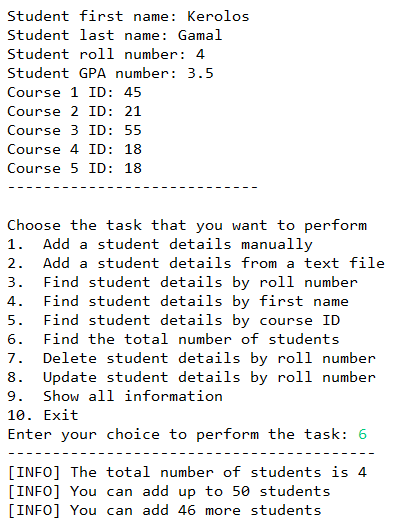 Student first name: Kerolos
Student last name: Gamal
Student roll number: 4
Student GPA number: 3.5
Course 1 ID: 45
Course 2 ID: 21
Course 3 ID: 55
Course 4 ID: 18
Course 5 ID: 18
----------------------------
Choose the task that you want to perform
1.  Add a student details manually
2.  Add a student details from a text file
3.  Find student details by roll number
4.  Find student details by first name
5.  Find student details by course ID
6.  Find the total number of students
7.  Delete student details by roll number
8.  Update student details by roll number
9.  Show all information
10. Exit
Enter your choice to perform the task: 6
-----------------------------------------
[INFO] The total number of students is 4
[INFO] You can add up to 50 students
[INFO] You can add 46 more students